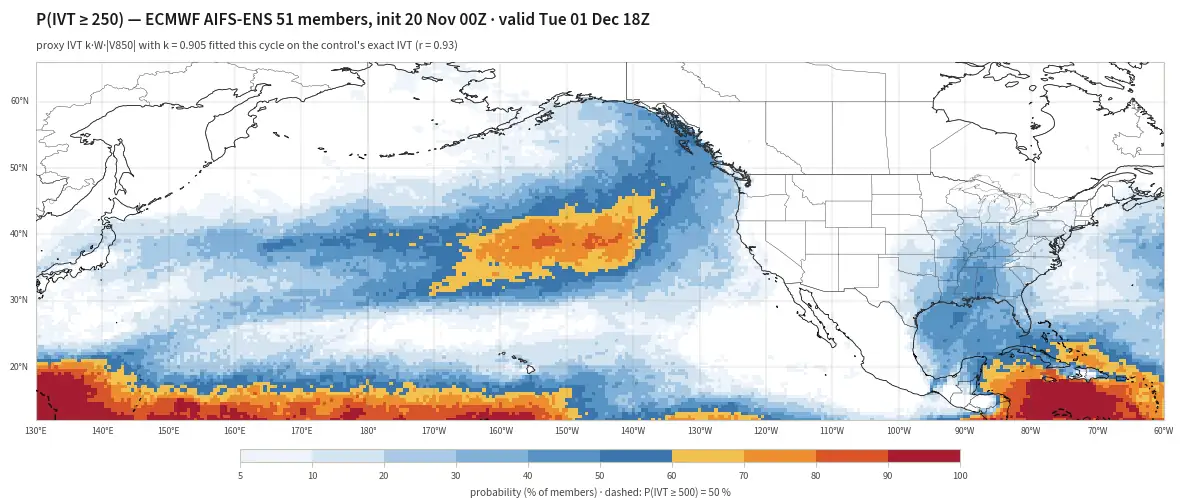 P(IVT ≥ 250) — ECMWF AIFS-ENS 51 members, init 20 Nov 00Z · valid Tue 01 Dec 18Z
proxy IVT k·W·|V850| with k = 0.905 fitted this cycle on the control's exact IVT (r = 0.93)
60°N
50°N
40°N
30°N
20°N
130°E 140°E 150°E 160°E 170°E 180° 170°W 160°W 150°W 140°W 130°W 120°W 110°W 100°W 90°W 80°W 70°W 60°W
5 10 20 30 40 50 60 70 80 90 100
probability (% of members) · dashed: P(IVT ≥ 500) = 50 %